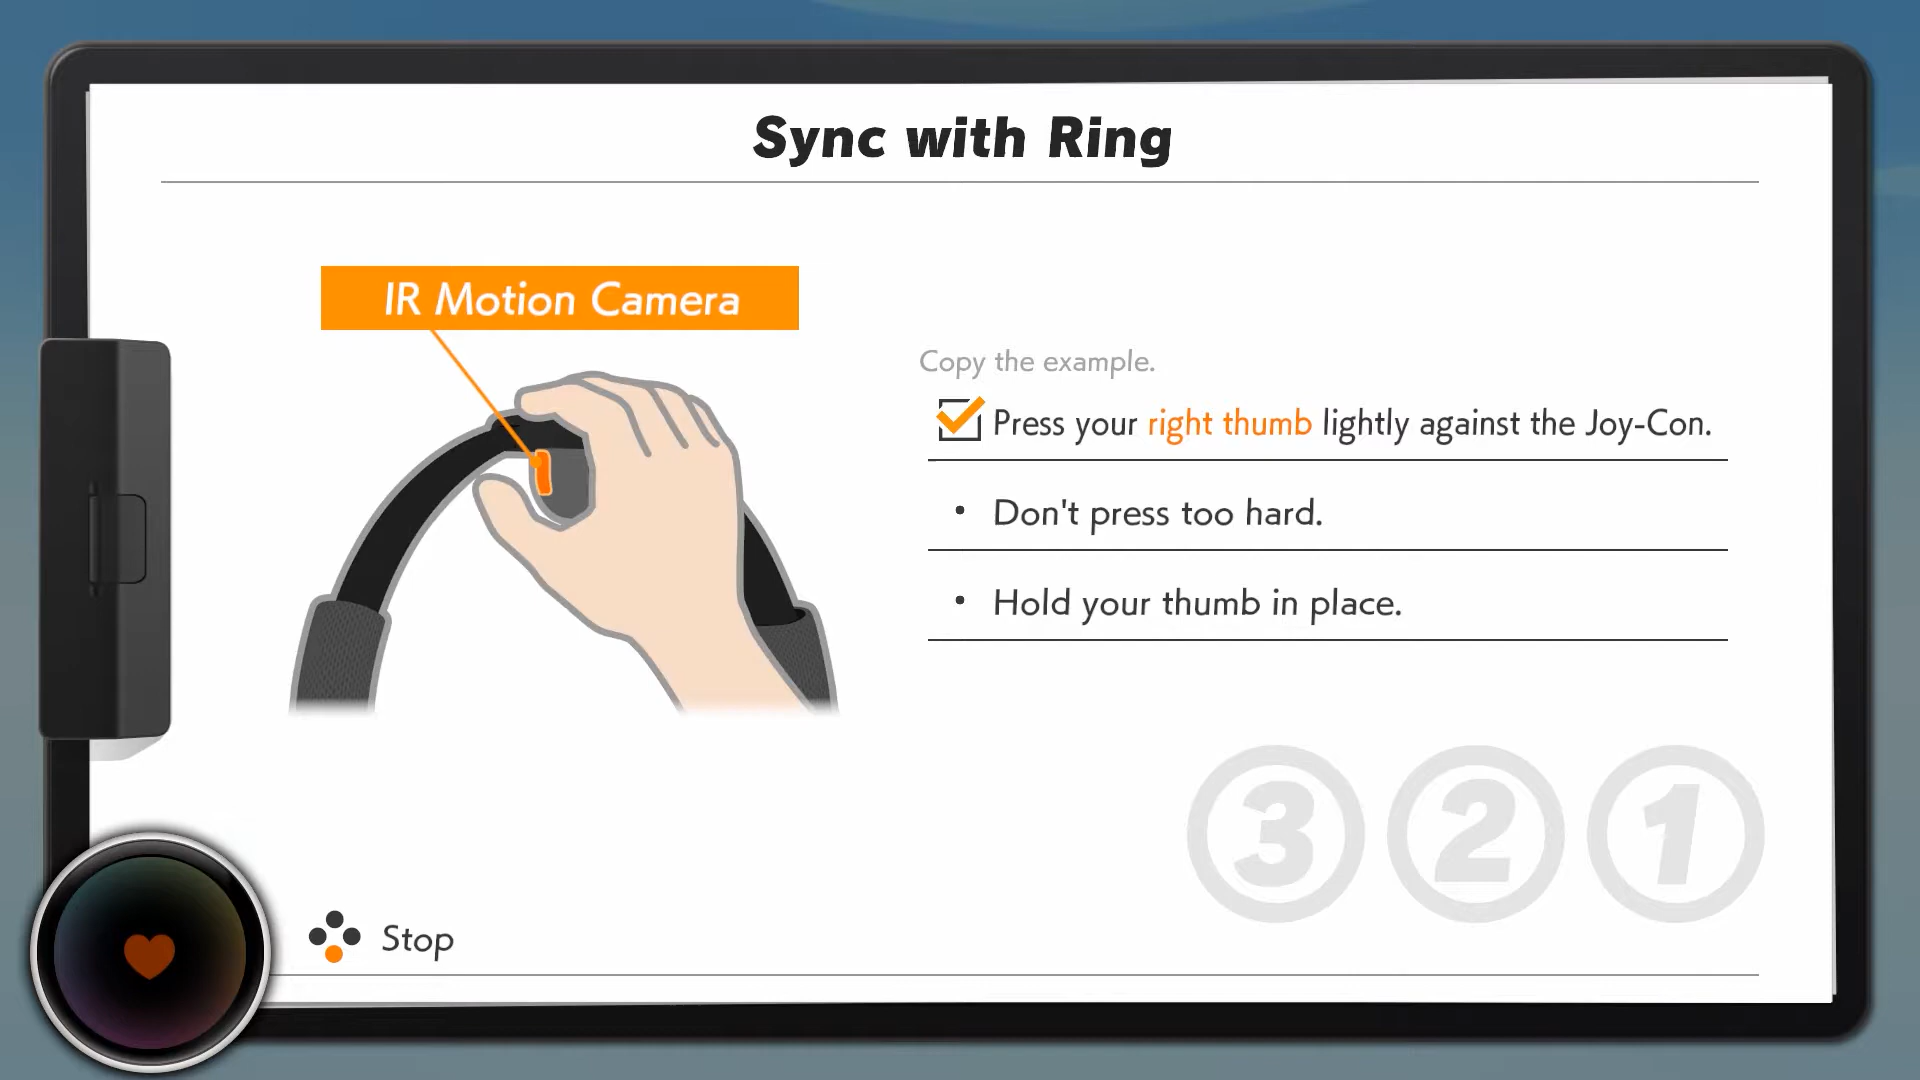 Sync with Ring
IR Motion Camera
Copy the example.
Press your right thumb lightly against the Joy-Con.
• Don't press too hard.
• Hold your thumb in place.
3 2 1
Stop